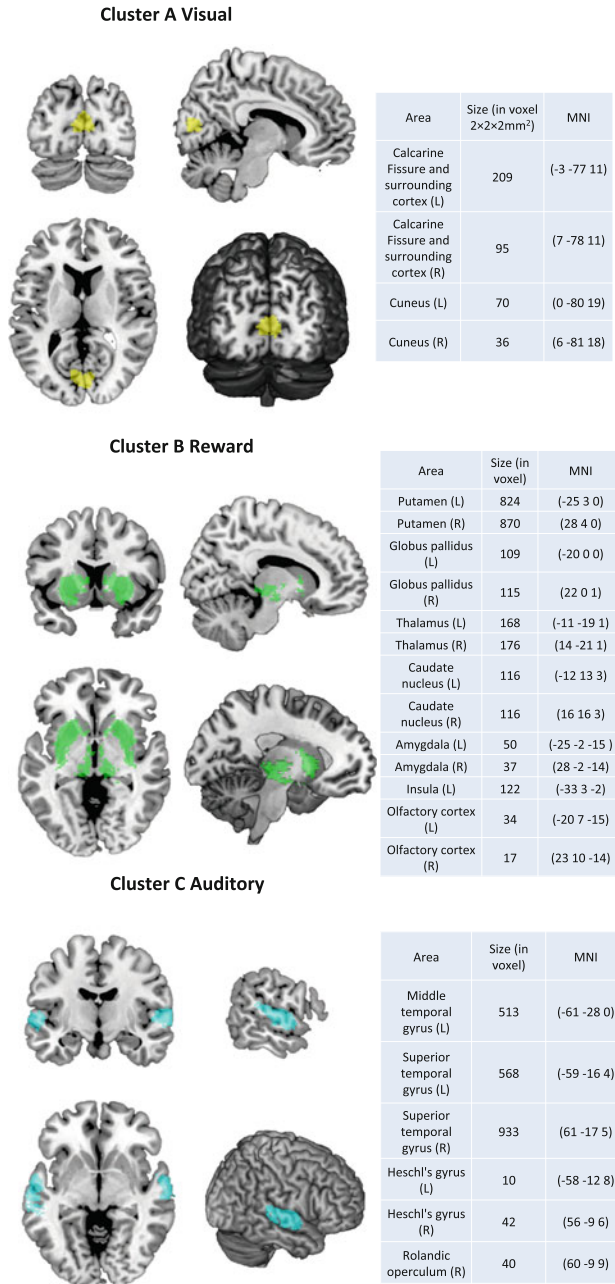 Cluster A Visual
Area
Size (in voxel
2×2×2mm²)
MNI
Calcarine
Fissure and
surrounding
cortex (L)
209
(-3 -77 11)
Calcarine
Fissure and
surrounding
cortex (R)
95
(7 -78 11)
Cuneus (L)
70
(0 -80 19)
Cuneus (R)
36
(6 -81 18)
Cluster B Reward
Area
Size (in
voxel)
MNI
Putamen (L)
824
(-25 3 0)
Putamen (R)
870
(28 4 0)
Globus pallidus
(L)
109
(-20 0 0)
Globus pallidus
(R)
115
(22 0 1)
Thalamus (L)
168
(-11 -19 1)
Thalamus (R)
176
(14 -21 1)
Caudate
nucleus (L)
116
(-12 13 3)
Caudate
nucleus (R)
116
(16 16 3)
Amygdala (L)
50
(-25 -2 -15 )
Amygdala (R)
37
(28 -2 -14)
Insula (L)
122
(-33 3 -2)
Olfactory cortex
(L)
34
(-20 7 -15)
Olfactory cortex
(R)
17
(23 10 -14)
Cluster C Auditory
Area
Size (in
voxel)
MNI
Middle
temporal
gyrus (L)
513
(-61 -28 0)
Superior
temporal
gyrus (L)
568
(-59 -16 4)
Superior
temporal
gyrus (R)
933
(61 -17 5)
Heschl's gyrus
(L)
10
(-58 -12 8)
Heschl's gyrus
(R)
42
(56 -9 6)
Rolandic
operculum (R)
40
(60 -9 9)